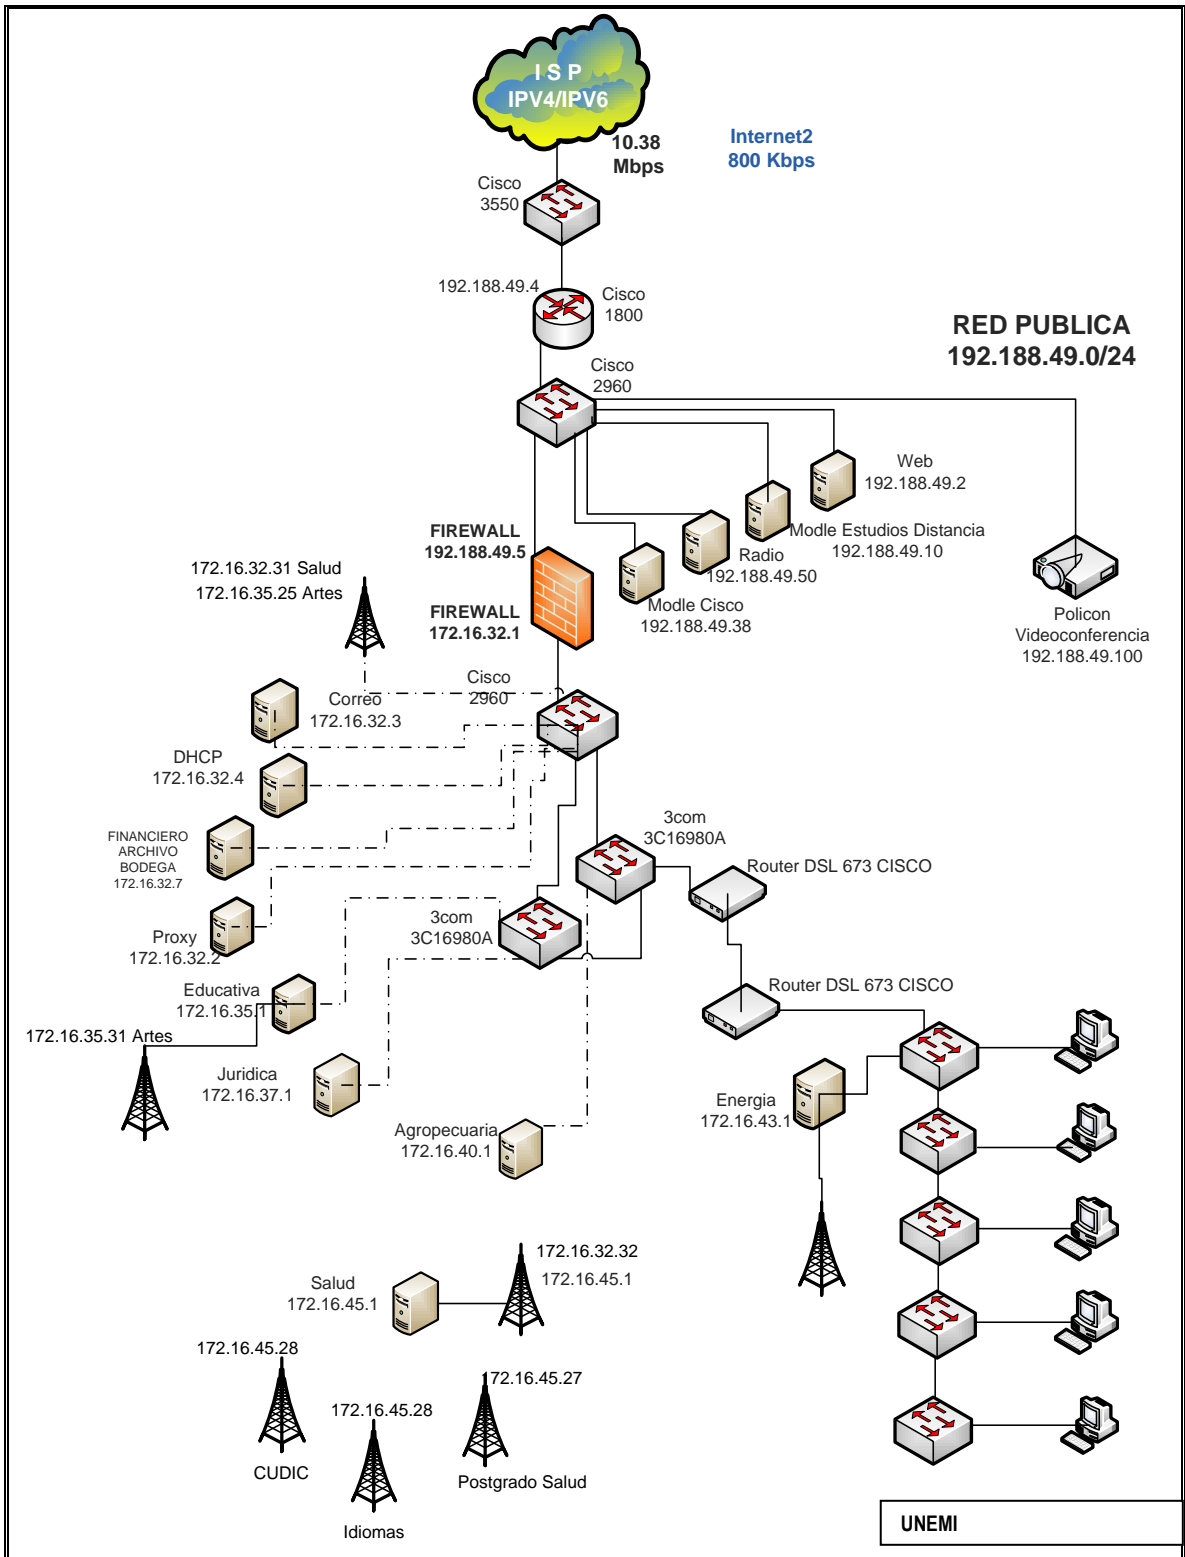 I S P
IPV4/IPV6
10.38
Mbps
Internet2
800 Kbps
Cisco
3550
192.188.49.4
Cisco
1800
RED PUBLICA
192.188.49.0/24
Cisco
2960
Web
192.188.49.2
Modle Estudios Distancia
192.188.49.10
Radio
192.188.49.50
Modle Cisco
192.188.49.38
Policon
Videoconferencia
192.188.49.100
FIREWALL
192.188.49.5
FIREWALL
172.16.32.1
172.16.32.31 Salud
172.16.35.25 Artes
Cisco
2960
Correo
172.16.32.3
DHCP
172.16.32.4
FINANCIERO
ARCHIVO
BODEGA
172.16.32.7
Proxy
172.16.32.2
3com
3C16980A
3com
3C16980A
Router DSL 673 CISCO
Router DSL 673 CISCO
Educativa
172.16.35.1
172.16.35.31 Artes
Juridica
172.16.37.1
Agropecuaria
172.16.40.1
Energia
172.16.43.1
172.16.32.32
172.16.45.1
Salud
172.16.45.1
172.16.45.28
CUDIC
172.16.45.28
Idiomas
172.16.45.27
Postgrado Salud
UNEMI